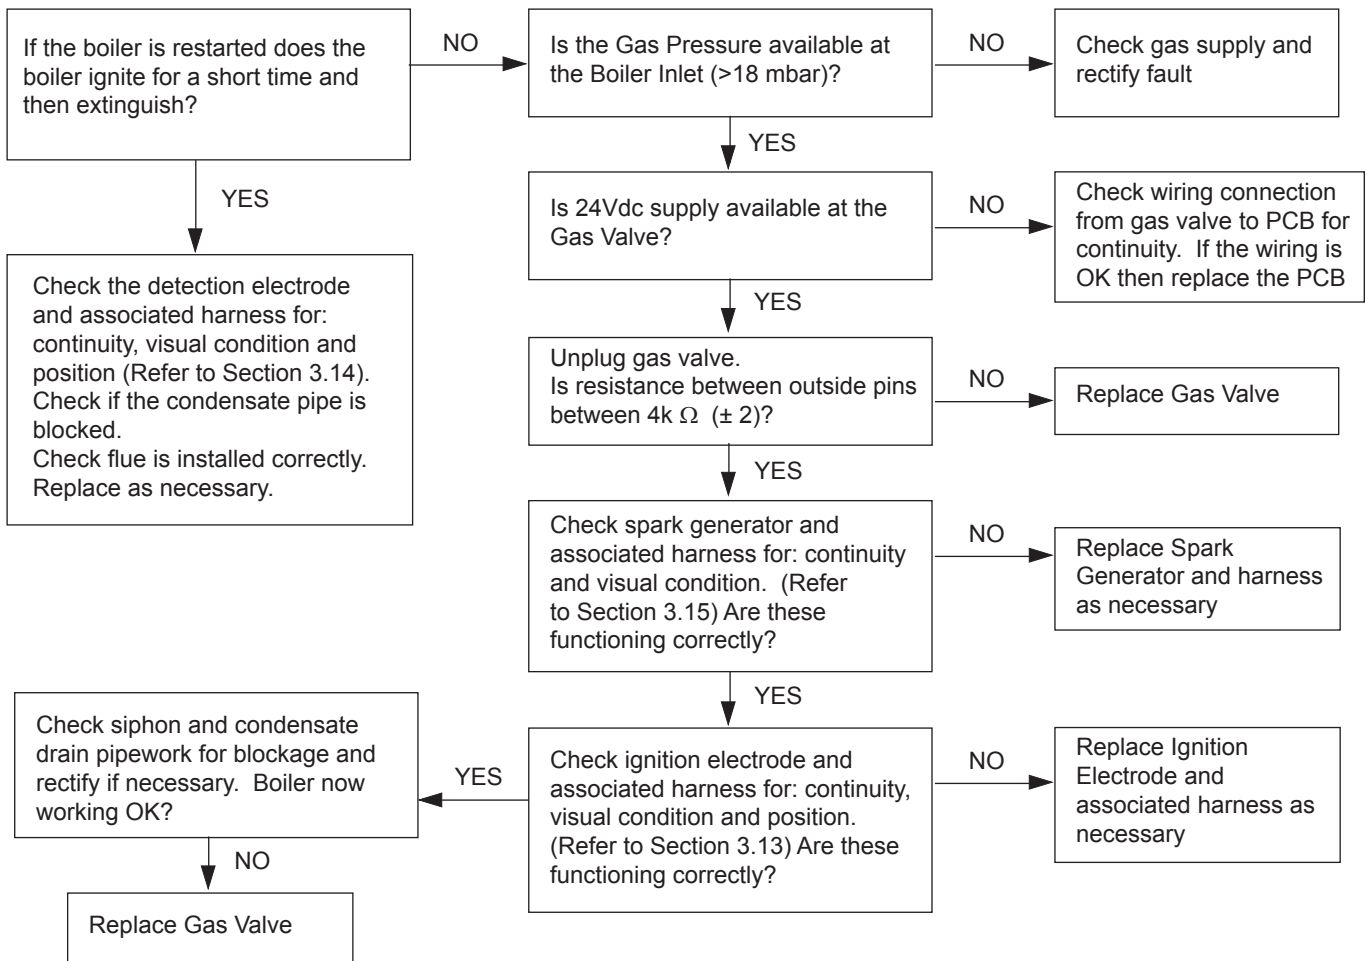 If the boiler is restarted does the
boiler ignite for a short time and
then extinguish?
NO
Is the Gas Pressure available at
the Boiler Inlet (>18 mbar)?
NO
Check gas supply and
rectify fault
YES
YES
Is 24Vdc supply available at the
Gas Valve?
NO
Check wiring connection
from gas valve to PCB for
continuity.  If the wiring is
OK then replace the PCB
Check the detection electrode
and associated harness for:
continuity, visual condition and
position (Refer to Section 3.14).
Check if the condensate pipe is
blocked.
Check flue is installed correctly.
Replace as necessary.
YES
Unplug gas valve.
Is resistance between outside pins
between 4k Ω  (± 2)?
NO
Replace Gas Valve
YES
Check spark generator and
associated harness for: continuity
and visual condition.  (Refer
to Section 3.15) Are these
functioning correctly?
NO
Replace Spark
Generator and harness
as necessary
YES
Check ignition electrode and
associated harness for: continuity,
visual condition and position.
(Refer to Section 3.13) Are these
functioning correctly?
NO
Replace Ignition
Electrode and
associated harness as
necessary
YES
Check siphon and condensate
drain pipework for blockage and
rectify if necessary.  Boiler now
working OK?
NO
Replace Gas Valve